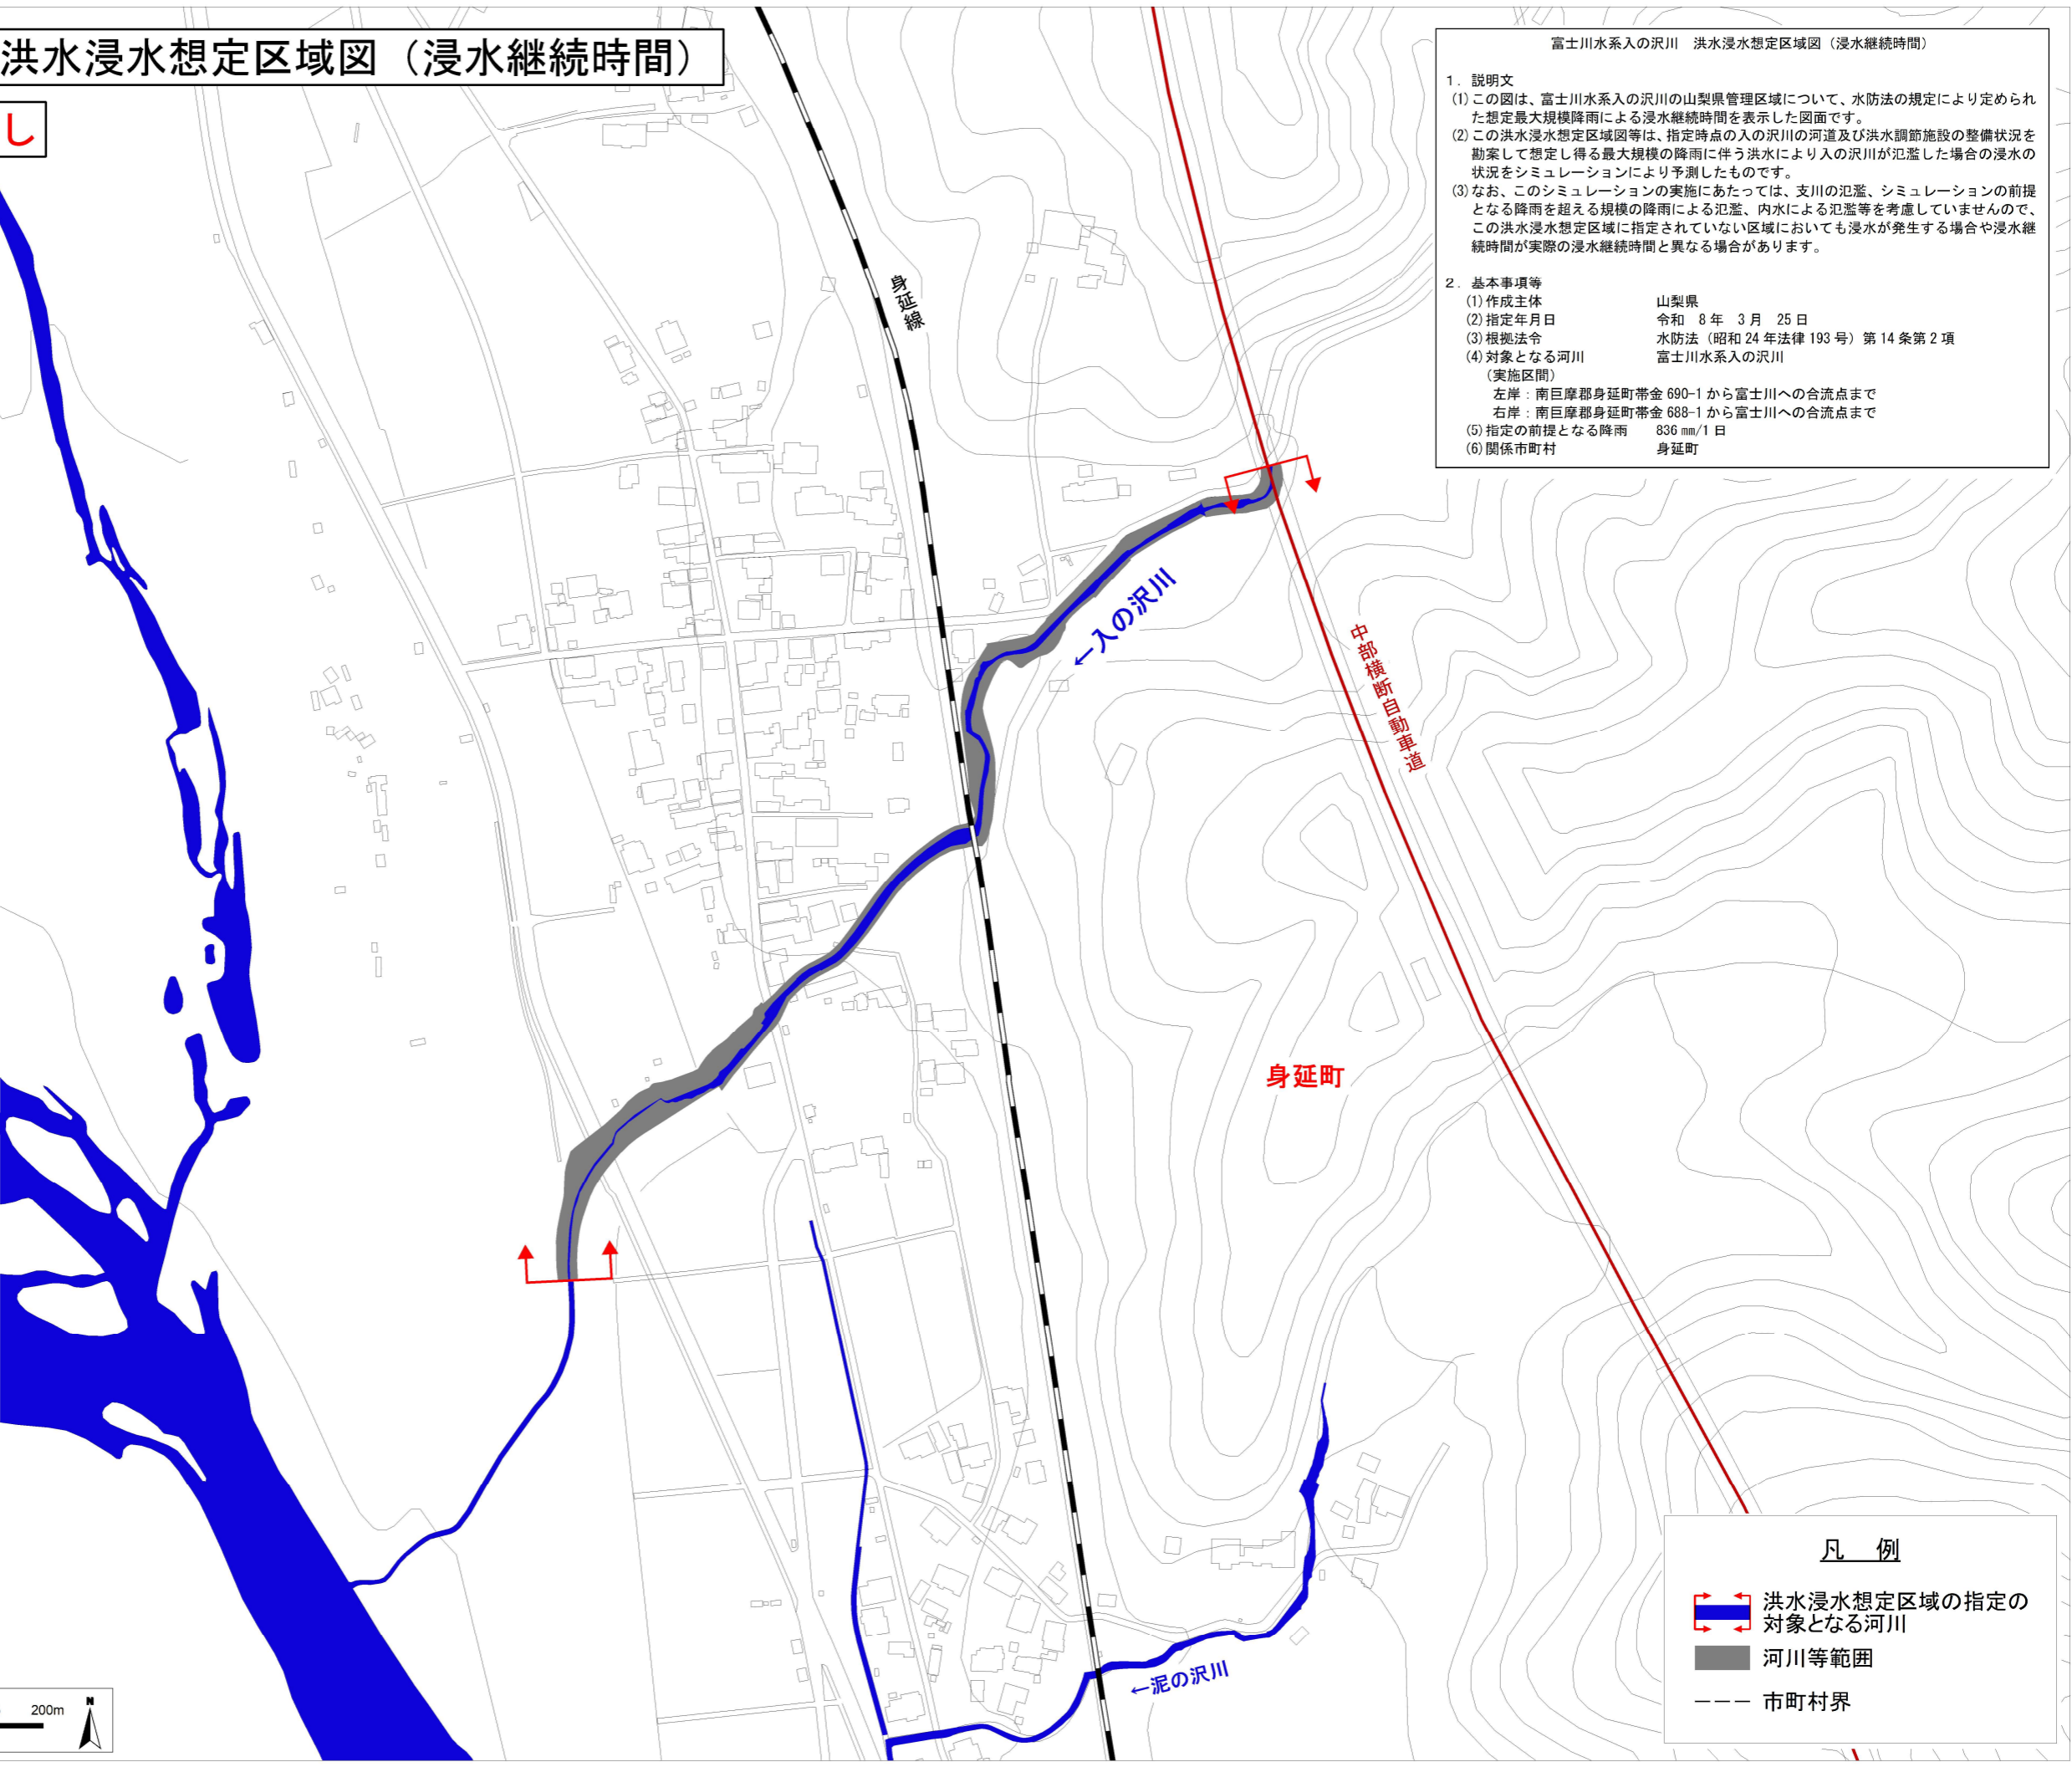 洪水浸水想定区域図（浸水継続時間）
し
富士川水系入の沢川　洪水浸水想定区域図（浸水継続時間）
1．説明文
(1)この図は、富士川水系入の沢川の山梨県管理区域について、水防法の規定により定められ
た想定最大規模降雨による浸水継続時間を表示した図面です。
(2)この洪水浸水想定区域図等は、指定時点の入の沢川の河道及び洪水調節施設の整備状況を
勘案して想定し得る最大規模の降雨に伴う洪水により入の沢川が氾濫した場合の浸水の
状況をシミュレーションにより予測したものです。
(3)なお、このシミュレーションの実施にあたっては、支川の氾濫、シミュレーションの前提
となる降雨を超える規模の降雨による氾濫、内水による氾濫等を考慮していませんので、
この洪水浸水想定区域に指定されていない区域においても浸水が発生する場合や浸水継
続時間が実際の浸水継続時間と異なる場合があります。
2．基本事項等
(1)作成主体　山梨県
(2)指定年月日　令和　8年　3月　25日
(3)根拠法令　水防法（昭和24年法律193号）第14条第2項
(4)対象となる河川　富士川水系入の沢川
（実施区間）
左岸：南巨摩郡身延町帯金690-1から富士川への合流点まで
右岸：南巨摩郡身延町帯金688-1から富士川への合流点まで
(5)指定の前提となる降雨　836㎜/1日
(6)関係市町村　身延町
身延線
←入の沢川
中部横断自動車道
身延町
←泥の沢川
凡　例
洪水浸水想定区域の指定の
対象となる河川
河川等範囲
市町村界
200m
N